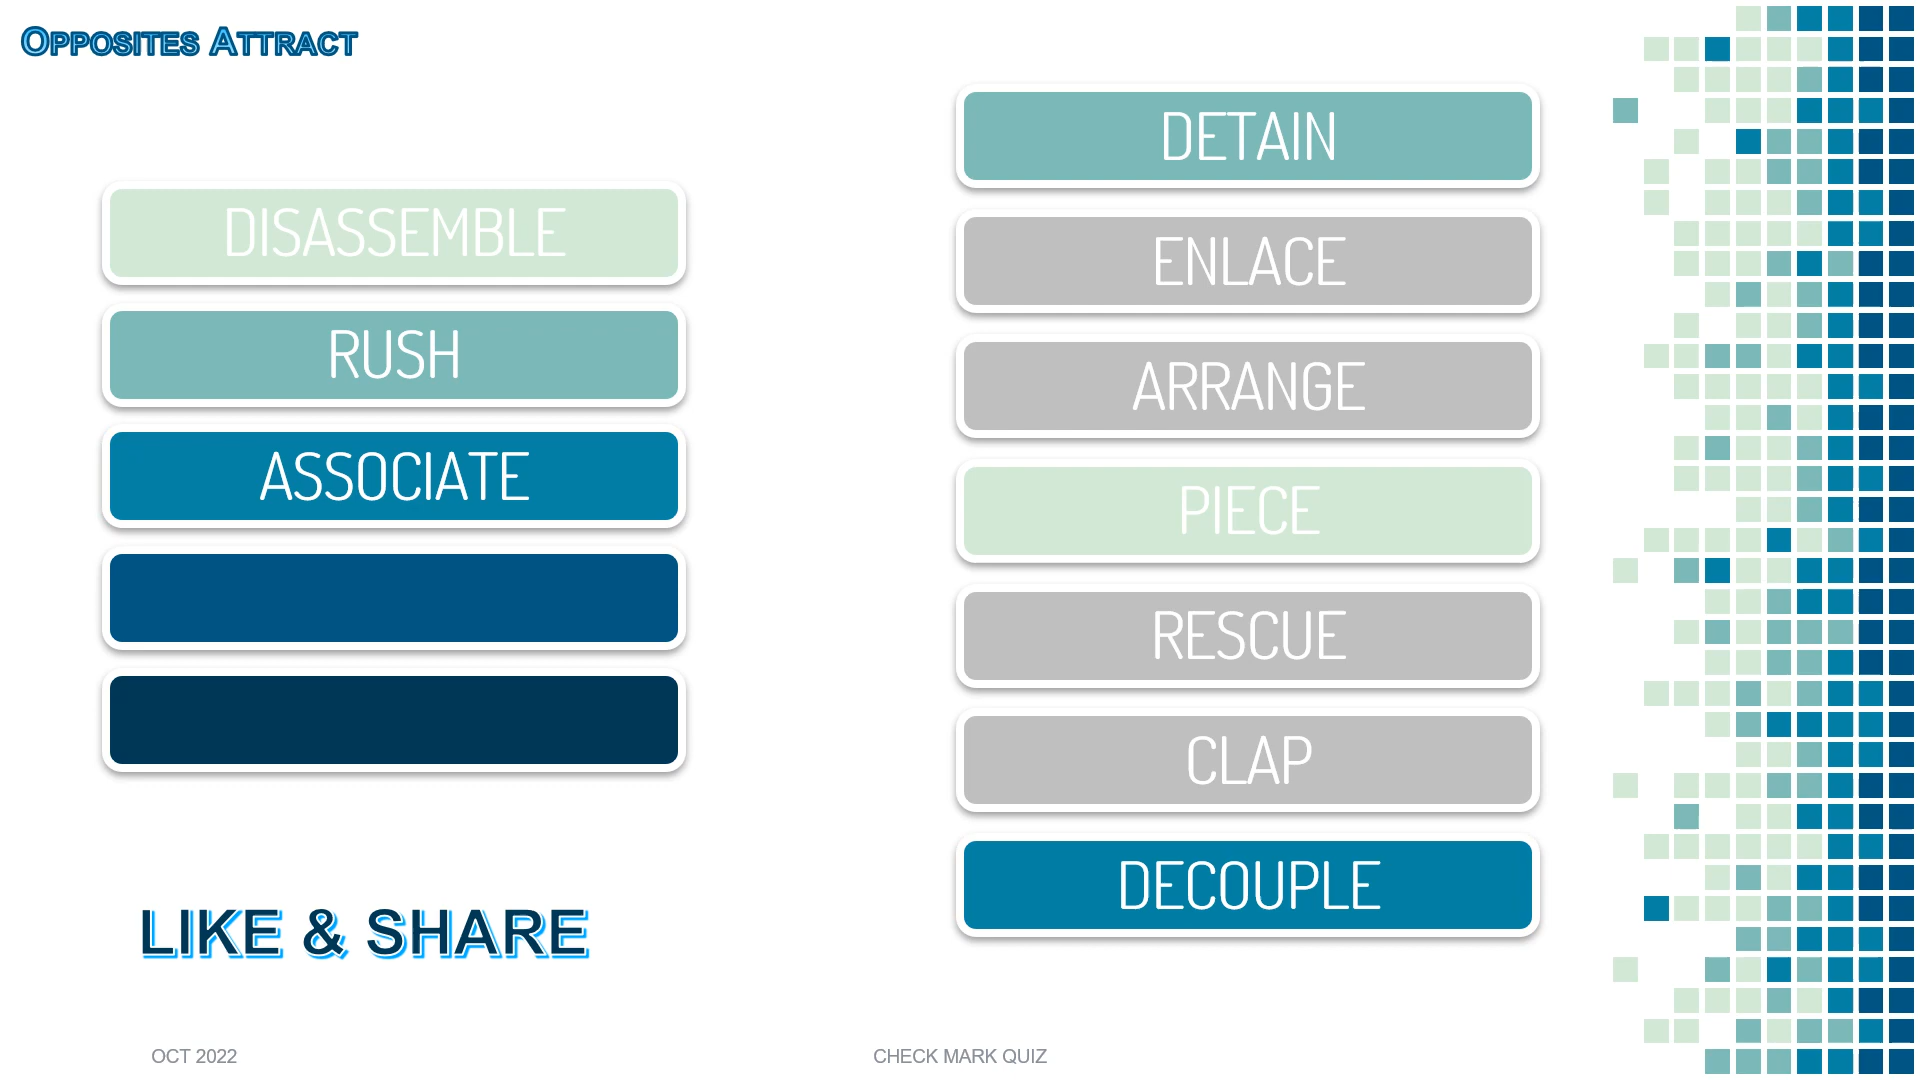 Opposites Attract
DISASSEMBLE
RUSH
ASSOCIATE
DETAIN
ENLACE
ARRANGE
PIECE
RESCUE
CLAP
DECOUPLE
LIKE & SHARE
OCT 2022
CHECK MARK QUIZ